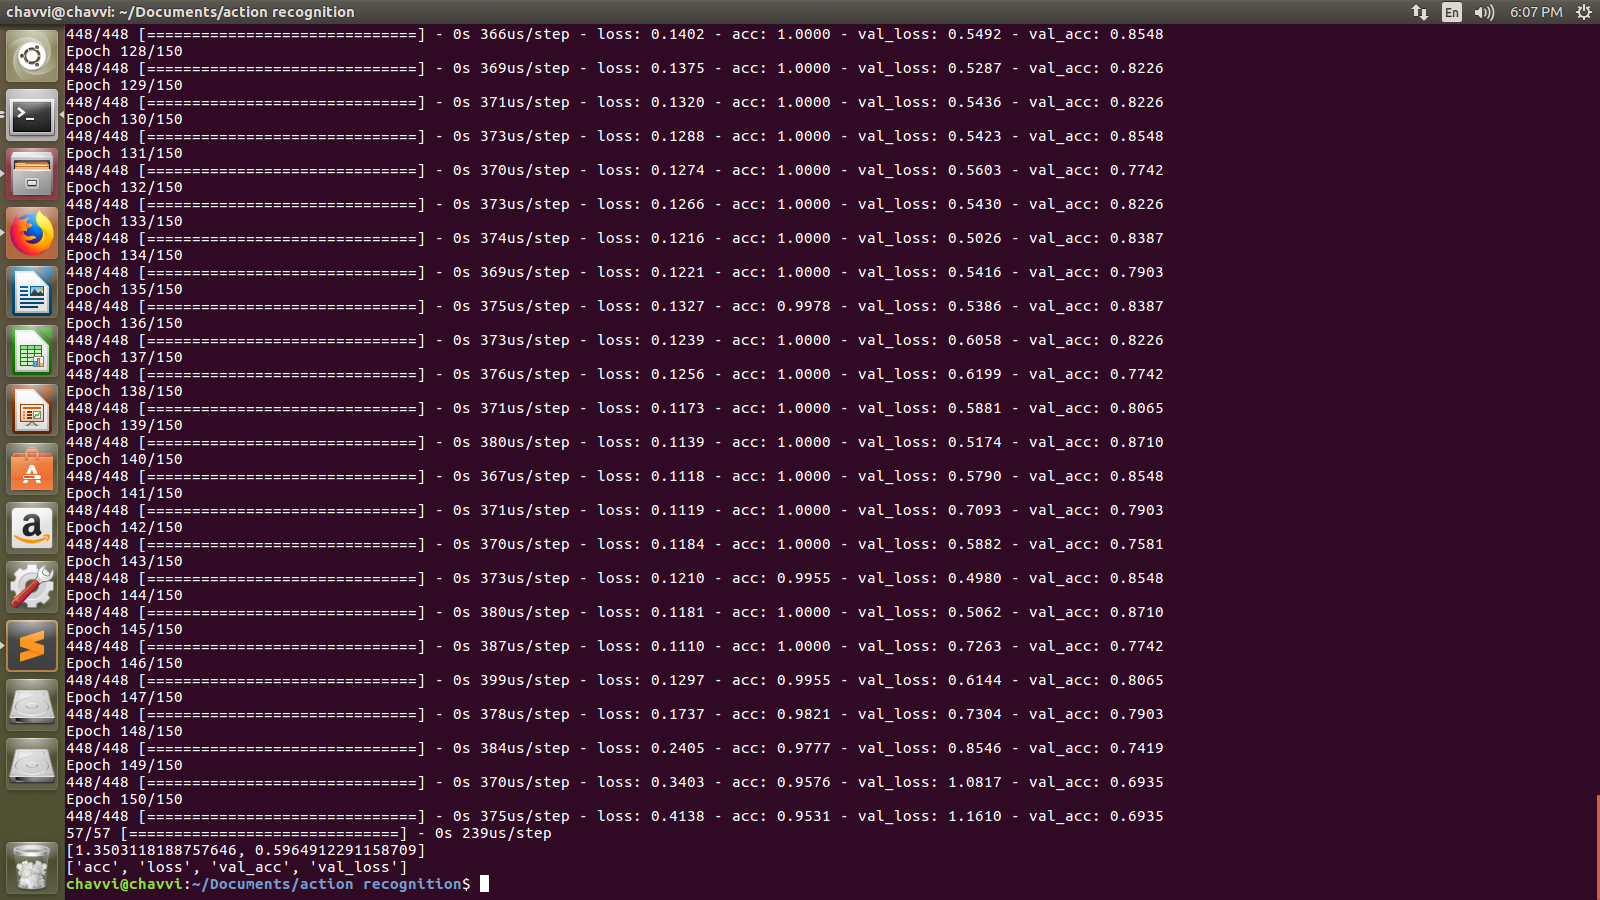 chavvi@chavvi: ~/Documents/action recognition
En
6:07 PM
448/448 [==============================] - 0s 366us/step - loss: 0.1402 - acc: 1.0000 - val_loss: 0.5492 - val_acc: 0.8548
Epoch 128/150
448/448 [==============================] - 0s 369us/step - loss: 0.1375 - acc: 1.0000 - val_loss: 0.5287 - val_acc: 0.8226
Epoch 129/150
448/448 [==============================] - 0s 371us/step - loss: 0.1320 - acc: 1.0000 - val_loss: 0.5436 - val_acc: 0.8226
Epoch 130/150
448/448 [==============================] - 0s 373us/step - loss: 0.1288 - acc: 1.0000 - val_loss: 0.5423 - val_acc: 0.8548
Epoch 131/150
448/448 [==============================] - 0s 370us/step - loss: 0.1274 - acc: 1.0000 - val_loss: 0.5603 - val_acc: 0.7742
Epoch 132/150
448/448 [==============================] - 0s 373us/step - loss: 0.1266 - acc: 1.0000 - val_loss: 0.5430 - val_acc: 0.8226
Epoch 133/150
448/448 [==============================] - 0s 374us/step - loss: 0.1216 - acc: 1.0000 - val_loss: 0.5026 - val_acc: 0.8387
Epoch 134/150
448/448 [==============================] - 0s 369us/step - loss: 0.1221 - acc: 1.0000 - val_loss: 0.5416 - val_acc: 0.7903
Epoch 135/150
448/448 [==============================] - 0s 375us/step - loss: 0.1327 - acc: 0.9978 - val_loss: 0.5386 - val_acc: 0.8387
Epoch 136/150
448/448 [==============================] - 0s 373us/step - loss: 0.1239 - acc: 1.0000 - val_loss: 0.6058 - val_acc: 0.8226
Epoch 137/150
448/448 [==============================] - 0s 376us/step - loss: 0.1256 - acc: 1.0000 - val_loss: 0.6199 - val_acc: 0.7742
Epoch 138/150
448/448 [==============================] - 0s 371us/step - loss: 0.1173 - acc: 1.0000 - val_loss: 0.5881 - val_acc: 0.8065
Epoch 139/150
448/448 [==============================] - 0s 380us/step - loss: 0.1139 - acc: 1.0000 - val_loss: 0.5174 - val_acc: 0.8710
Epoch 140/150
448/448 [==============================] - 0s 367us/step - loss: 0.1118 - acc: 1.0000 - val_loss: 0.5790 - val_acc: 0.8548
Epoch 141/150
448/448 [==============================] - 0s 371us/step - loss: 0.1119 - acc: 1.0000 - val_loss: 0.7093 - val_acc: 0.7903
Epoch 142/150
448/448 [==============================] - 0s 370us/step - loss: 0.1184 - acc: 1.0000 - val_loss: 0.5882 - val_acc: 0.7581
Epoch 143/150
448/448 [==============================] - 0s 373us/step - loss: 0.1210 - acc: 0.9955 - val_loss: 0.4980 - val_acc: 0.8548
Epoch 144/150
448/448 [==============================] - 0s 380us/step - loss: 0.1181 - acc: 1.0000 - val_loss: 0.5062 - val_acc: 0.8710
Epoch 145/150
448/448 [==============================] - 0s 387us/step - loss: 0.1110 - acc: 1.0000 - val_loss: 0.7263 - val_acc: 0.7742
Epoch 146/150
448/448 [==============================] - 0s 399us/step - loss: 0.1297 - acc: 0.9955 - val_loss: 0.6144 - val_acc: 0.8065
Epoch 147/150
448/448 [==============================] - 0s 378us/step - loss: 0.1737 - acc: 0.9821 - val_loss: 0.7304 - val_acc: 0.7903
Epoch 148/150
448/448 [==============================] - 0s 384us/step - loss: 0.2405 - acc: 0.9777 - val_loss: 0.8546 - val_acc: 0.7419
Epoch 149/150
448/448 [==============================] - 0s 370us/step - loss: 0.3403 - acc: 0.9576 - val_loss: 1.0817 - val_acc: 0.6935
Epoch 150/150
448/448 [==============================] - 0s 375us/step - loss: 0.4138 - acc: 0.9531 - val_loss: 1.1610 - val_acc: 0.6935
57/57 [==============================] - 0s 239us/step
[1.3503118188757646, 0.5964912291158709]
['acc', 'loss', 'val_acc', 'val_loss']
chavvi@chavvi:~/Documents/action recognition$